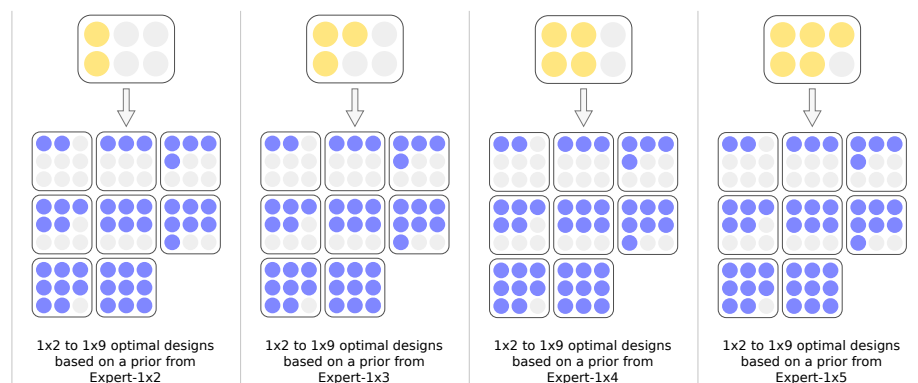 1x2 to 1x9 optimal designs
based on a prior from
Expert-1x2
1x2 to 1x9 optimal designs
based on a prior from
Expert-1x3
1x2 to 1x9 optimal designs
based on a prior from
Expert-1x4
1x2 to 1x9 optimal designs
based on a prior from
Expert-1x5